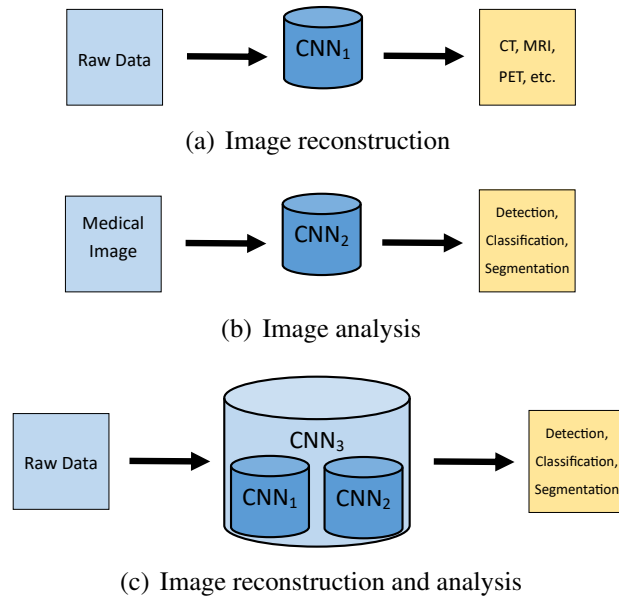 Raw Data
CNN₁
CT, MRI,
PET, etc.
(a) Image reconstruction
Medical
Image
CNN₂
Detection,
Classification,
Segmentation
(b) Image analysis
Raw Data
CNN₃
CNN₁
CNN₂
Detection,
Classification,
Segmentation
(c) Image reconstruction and analysis